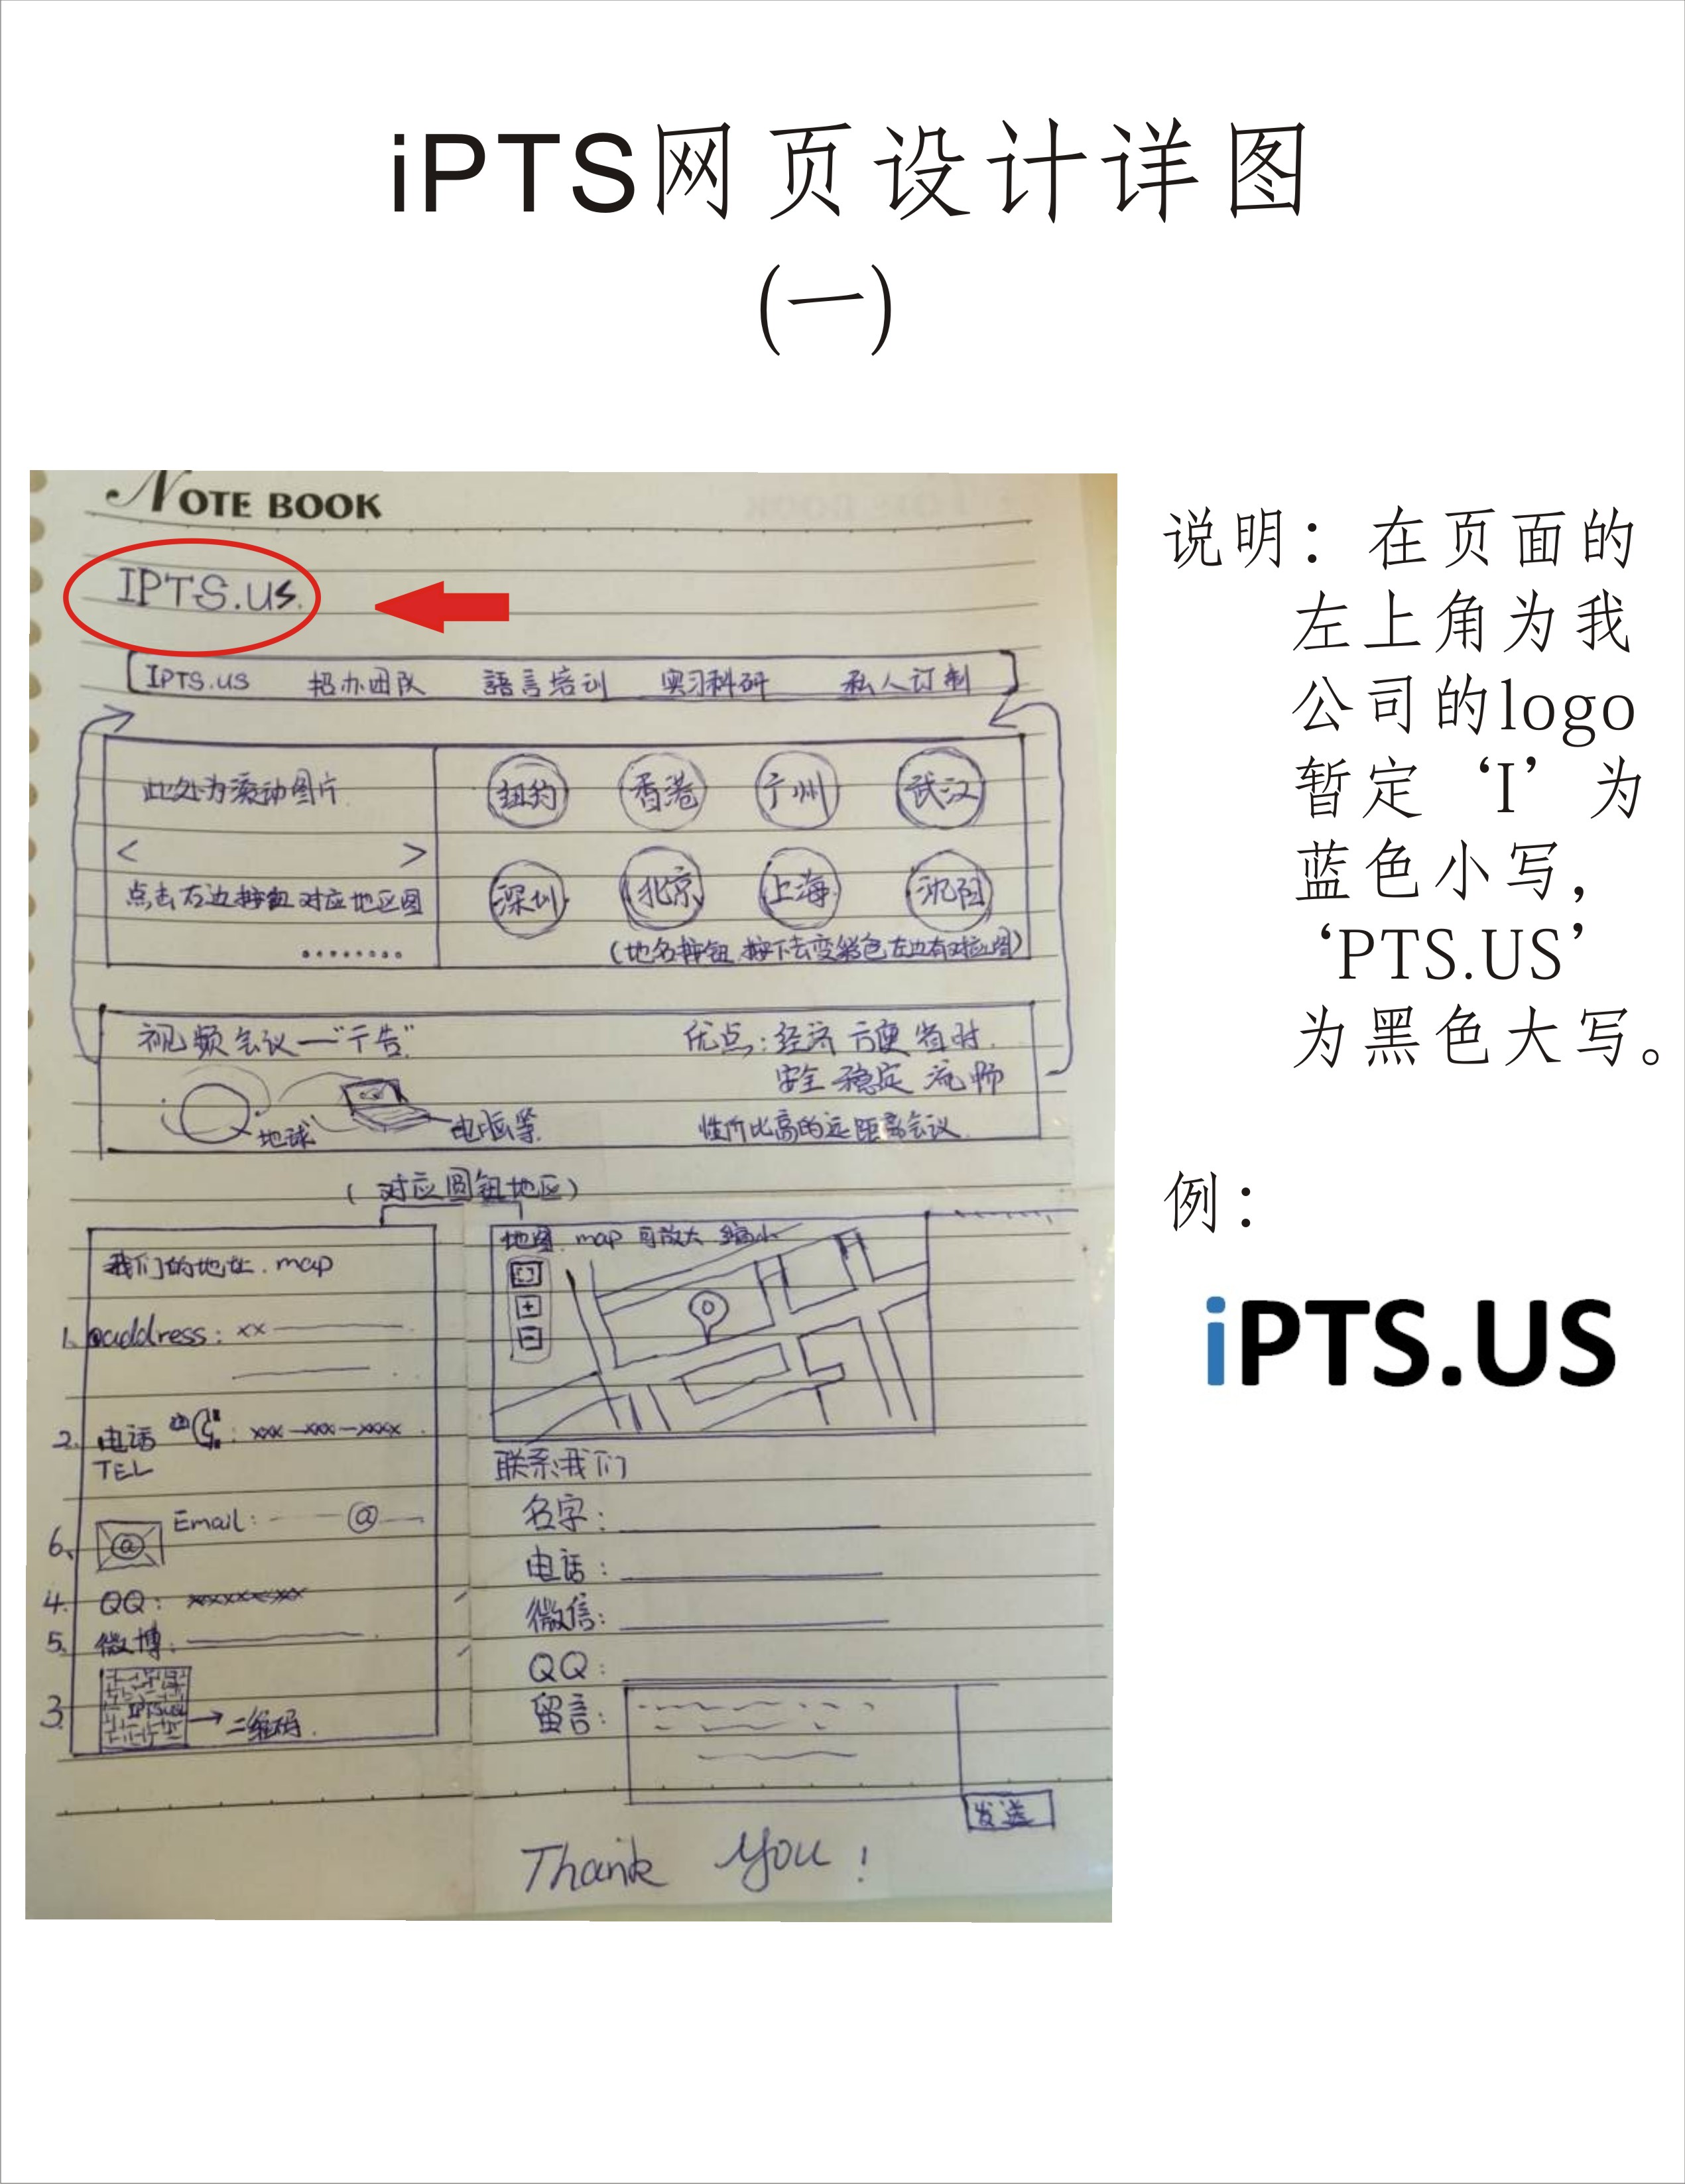 iPTS网页设计详图
(一)
NOTE BOOK
IPTS.us.
IPTS.us 招办团队 語言培训 实习科研 私人订制
此处为滚动图片
< >
点击右边按钮对应地区图
纽约 香港 广州 武汉
深圳 北京 上海 沈阳
(地名按钮 按下去变 色 左边有对应图)
视频会议—“广告”
地球
电脑等
优点:经济 方便 省时.
安全 稳定 流畅
性价比高的远距离会议.
(对应圆钮地区)
我们的地址.map
1. address: xx
2. 电话 : xxx-xxx-xxxx.
TEL
6. @ Email: @
4. QQ: xxxxxxxx
5. 微博:
3. 二维码.
地图.map 可放大 缩小
+
-
联系我们
名字:
电话:
微信:
QQ:
留言:
发送
Thank You!
说明：在页面的
左上角为我
公司的logo
暂定‘I’为
蓝色小写，
‘PTS.US’
为黑色大写。
例：
iPTS.US